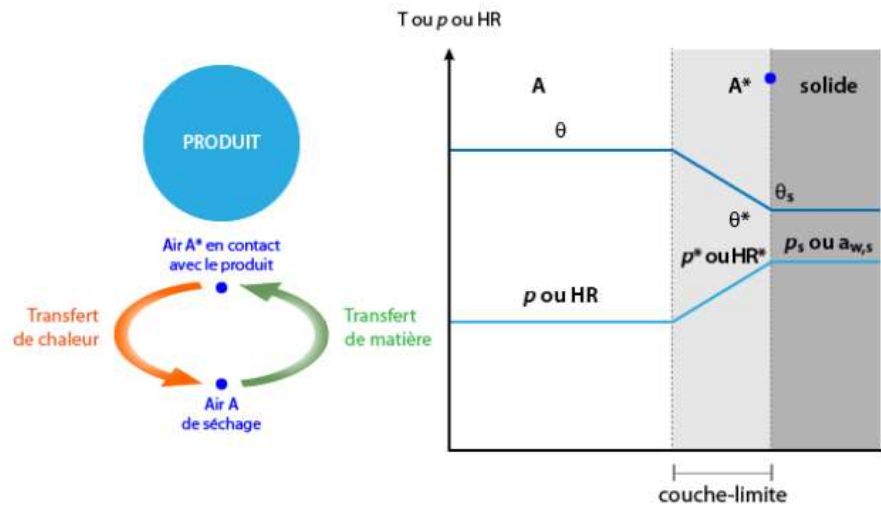 PRODUIT
Air A* en contact
avec le produit
Transfert
de chaleur
Transfert
de matière
Air A
de séchage
T ou p ou HR
A
A*
solide
θ
θs
θ*
p* ou HR*
ps ou aw,s
p ou HR
couche-limite